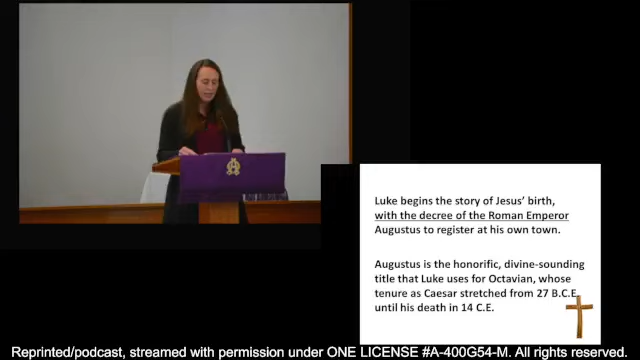 Luke begins the story of Jesus' birth,
with the decree of the Roman Emperor
Augustus to register at his own town.
Augustus is the honorific, divine-sounding
title that Luke uses for Octavian, whose
tenure as Caesar stretched from 27 B.C.E.
until his death in 14 C.E.
Reprinted/podcast, streamed with permission under ONE LICENSE #A-400G54-M. All rights reserved.